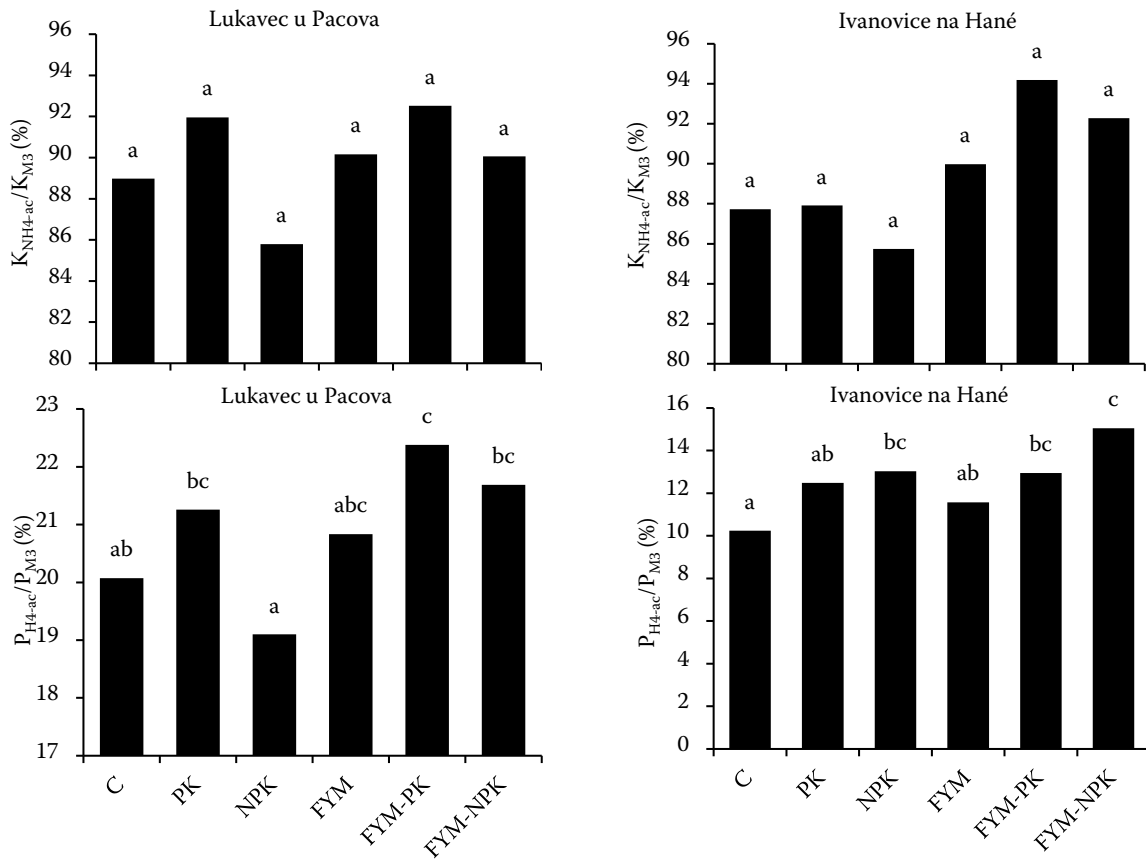 Lukavec u Pacova
K_NH4-ac/K_M3 (%)
96
94
92
90
88
86
84
82
80
a
a
a
a
a
a
Ivanovice na Hané
K_NH4-ac/K_M3 (%)
96
94
92
90
88
86
84
82
80
a
a
a
a
a
a
Lukavec u Pacova
P_H4-ac/P_M3 (%)
23
22
21
20
19
18
17
ab
bc
a
abc
c
bc
C
PK
NPK
FYM
FYM-PK
FYM-NPK
Ivanovice na Hané
P_H4-ac/P_M3 (%)
16
14
12
10
8
6
4
2
0
a
ab
bc
ab
bc
c
C
PK
NPK
FYM
FYM-PK
FYM-NPK